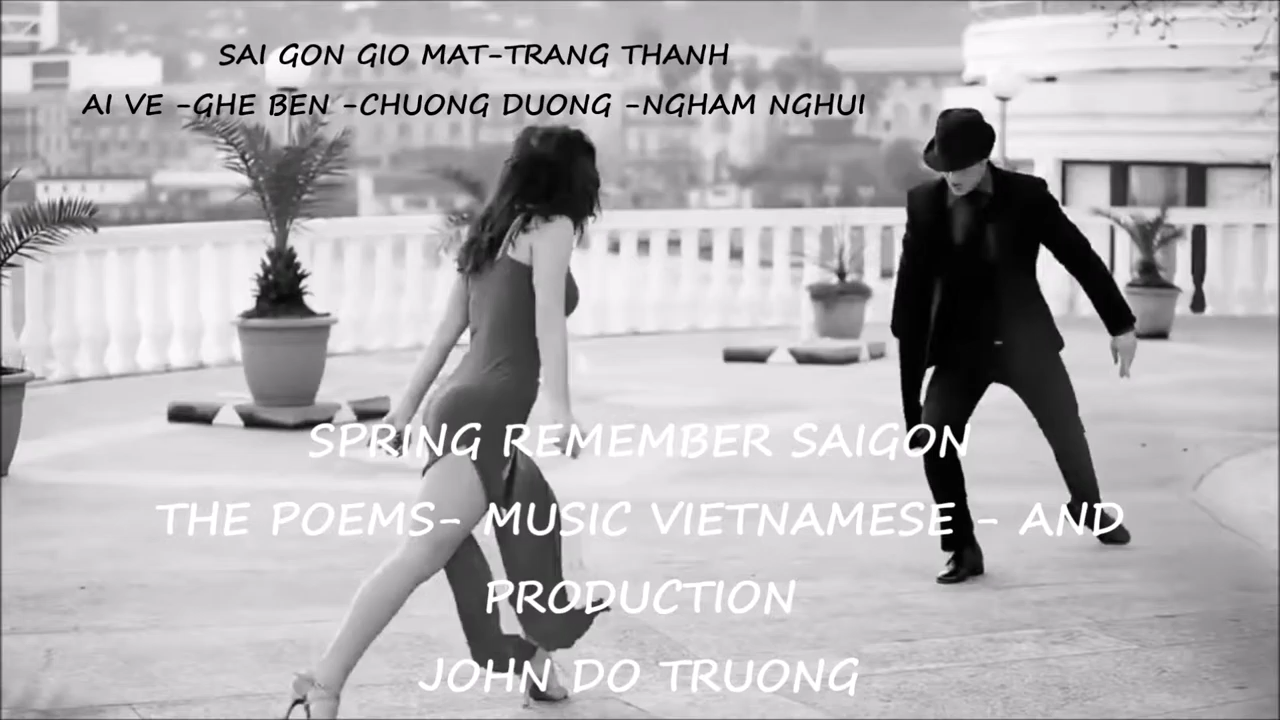 SAI GON GIO MAT-TRANG THANH
AI VE -GHE BEN -CHUONG DUONG -NGHAM NGHUI
SPRING REMEMBER SAIGON
THE POEMS- MUSIC VIETNAMESE - AND
PRODUCTION
JOHN DO TRUONG